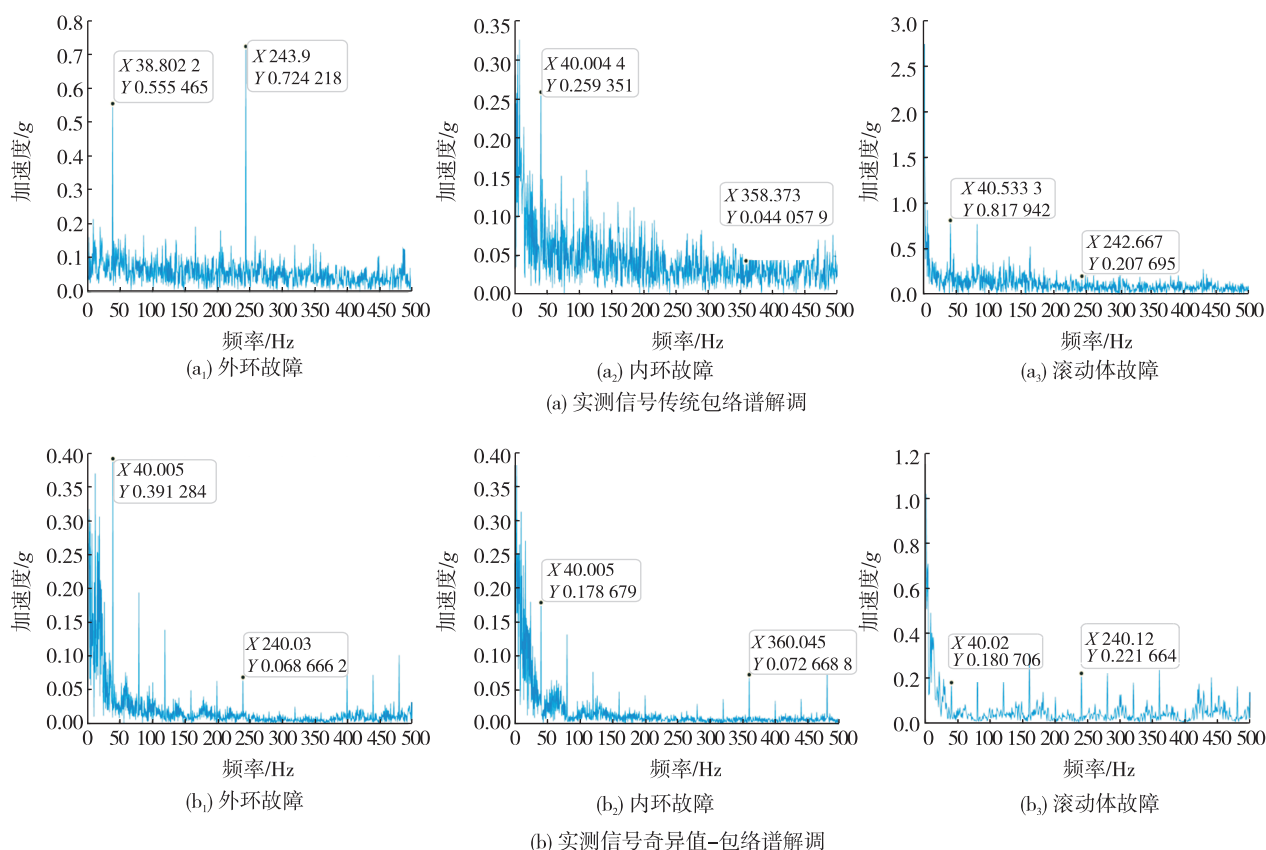 0.8
0.7
0.6
0.5
0.4
0.3
0.2
0.1
0.0
加速度/g
X 38.802 2
Y 0.555 465
X 243.9
Y 0.724 218
0 50 100 150 200 250 300 350 400 450 500
频率/Hz
(a₁) 外环故障
0.35
0.30
0.25
0.20
0.15
0.10
0.05
0.00
加速度/g
X 40.004 4
Y 0.259 351
X 358.373
Y 0.044 057 9
0 50 100 150 200 250 300 350 400 450 500
频率/Hz
(a₂) 内环故障
3.0
2.5
2.0
1.5
1.0
0.5
0.0
加速度/g
X 40.533 3
Y 0.817 942
X 242.667
Y 0.207 695
0 50 100 150 200 250 300 350 400 450 500
频率/Hz
(a₃) 滚动体故障
(a) 实测信号传统包络谱解调
0.40
0.35
0.30
0.25
0.20
0.15
0.10
0.05
0.00
加速度/g
X 40.005
Y 0.391 284
X 240.03
Y 0.068 666 2
0 50 100 150 200 250 300 350 400 450 500
频率/Hz
(b₁) 外环故障
0.40
0.35
0.30
0.25
0.20
0.15
0.10
0.05
0.00
加速度/g
X 40.005
Y 0.178 679
X 360.045
Y 0.072 668 8
0 50 100 150 200 250 300 350 400 450 500
频率/Hz
(b₂) 内环故障
1.2
1.0
0.8
0.6
0.4
0.2
0.0
加速度/g
X 40.02
Y 0.180 706
X 240.12
Y 0.221 664
0 50 100 150 200 250 300 350 400 450 500
频率/Hz
(b₃) 滚动体故障
(b) 实测信号奇异值–包络谱解调